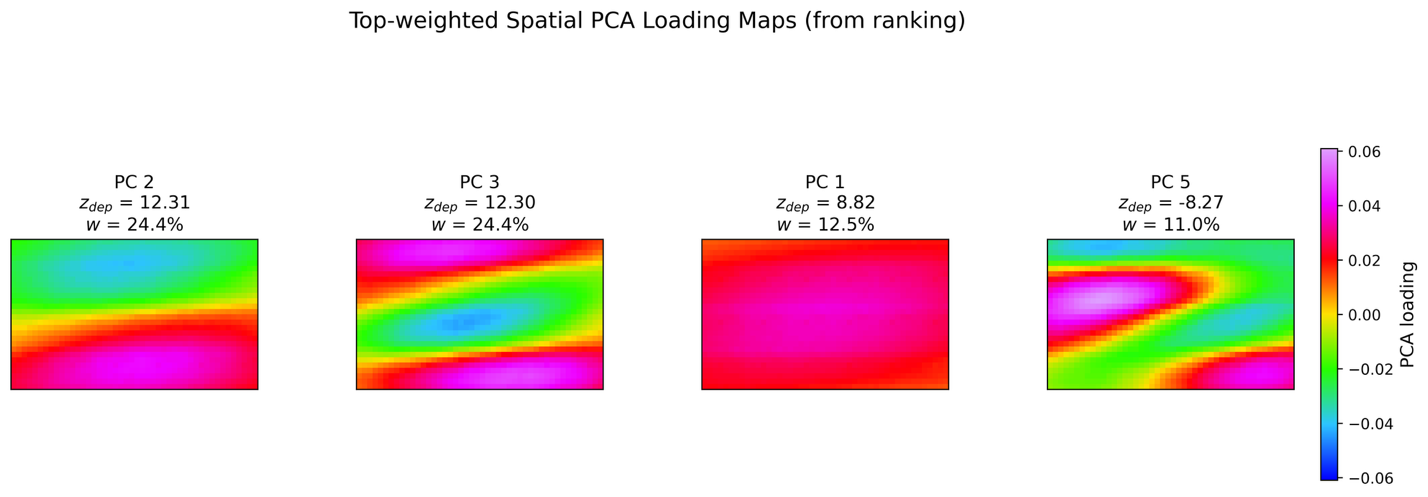 Top-weighted Spatial PCA Loading Maps (from ranking)
PC 2
z_dep = 12.31
w = 24.4%
PC 3
z_dep = 12.30
w = 24.4%
PC 1
z_dep = 8.82
w = 12.5%
PC 5
z_dep = -8.27
w = 11.0%
0.06
0.04
0.02
0.00
−0.02
−0.04
−0.06
PCA loading